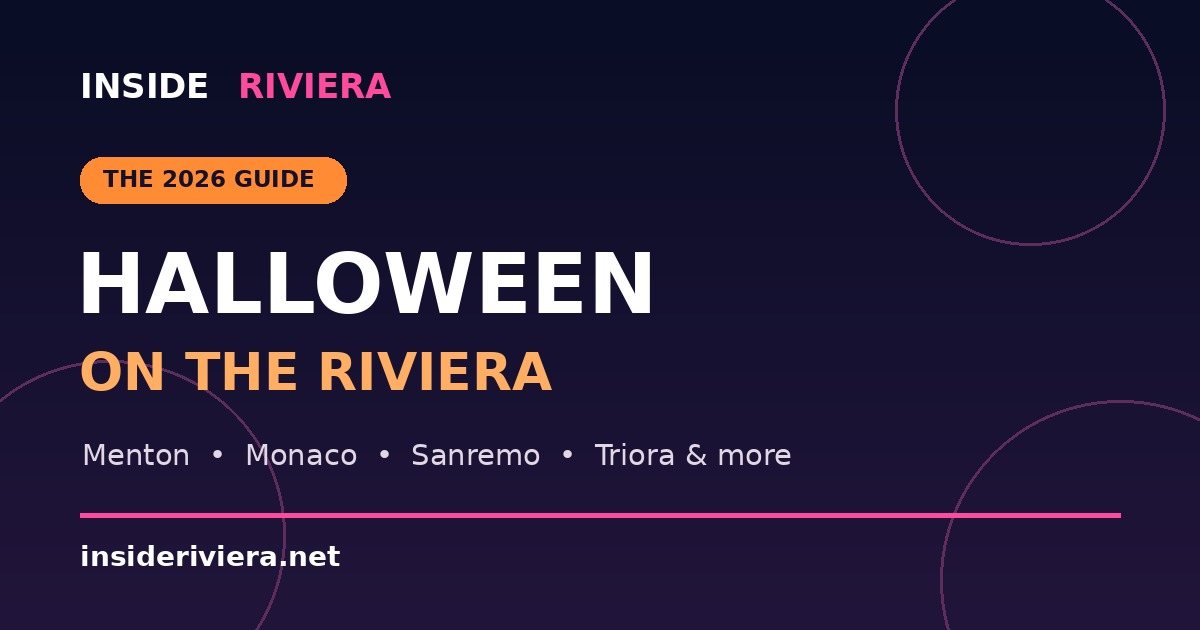 INSIDE RIVIERA
THE 2026 GUIDE
HALLOWEEN
ON THE RIVIERA
Menton • Monaco • Sanremo • Triora & more
insideriviera.net